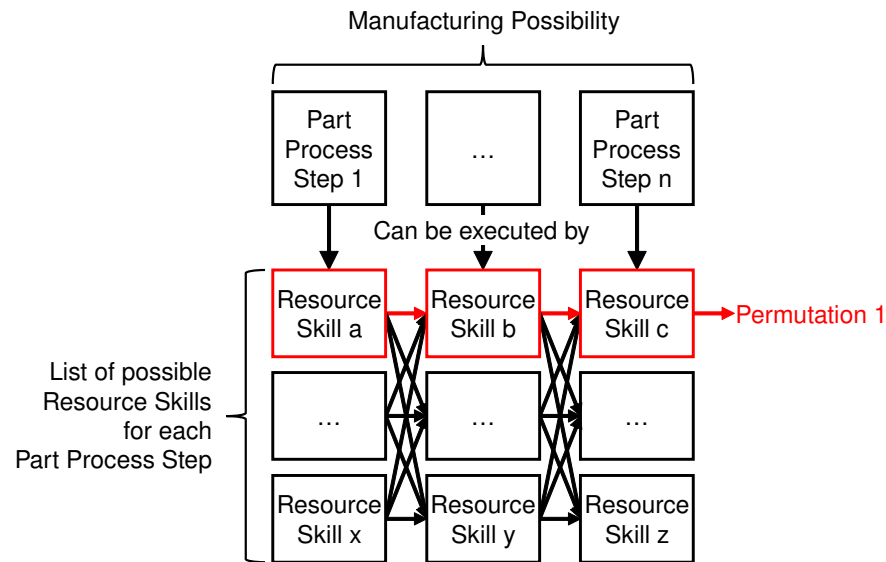 Manufacturing Possibility
Part
Process
Step 1
…
Part
Process
Step n
Can be executed by
Resource
Skill a
Resource
Skill b
Resource
Skill c
Permutation 1
List of possible
Resource Skills
for each
Part Process Step
…
…
…
Resource
Skill x
Resource
Skill y
Resource
Skill z